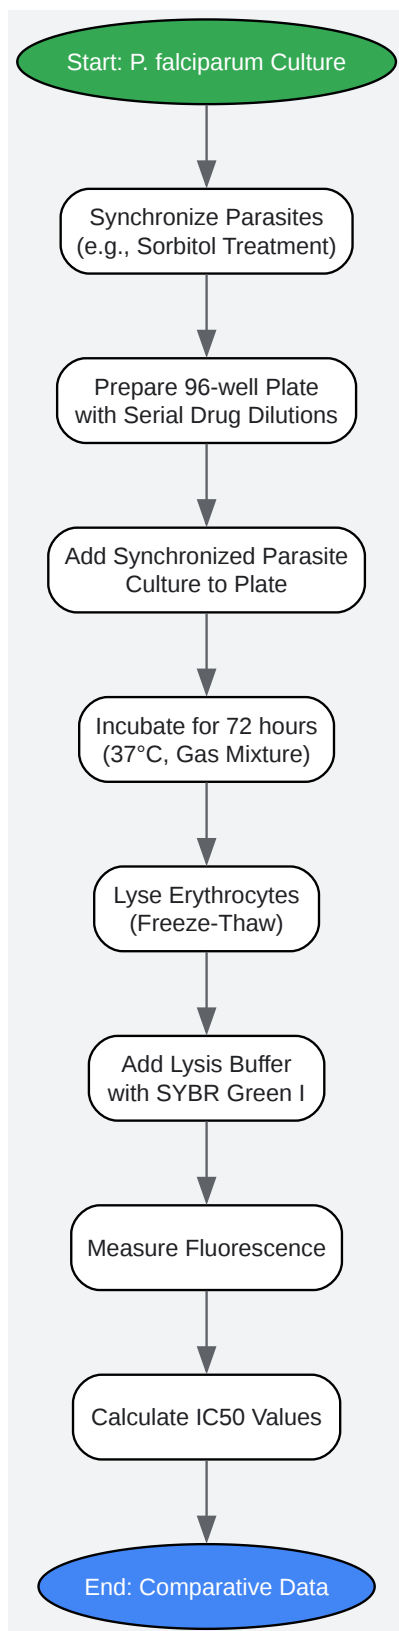 Start: P. falciparum Culture
Synchronize Parasites
(e.g., Sorbitol Treatment)
Prepare 96-well Plate
with Serial Drug Dilutions
Add Synchronized Parasite
Culture to Plate
Incubate for 72 hours
(37°C, Gas Mixture)
Lyse Erythrocytes
(Freeze-Thaw)
Add Lysis Buffer
with SYBR Green I
Measure Fluorescence
Calculate IC50 Values
End: Comparative Data